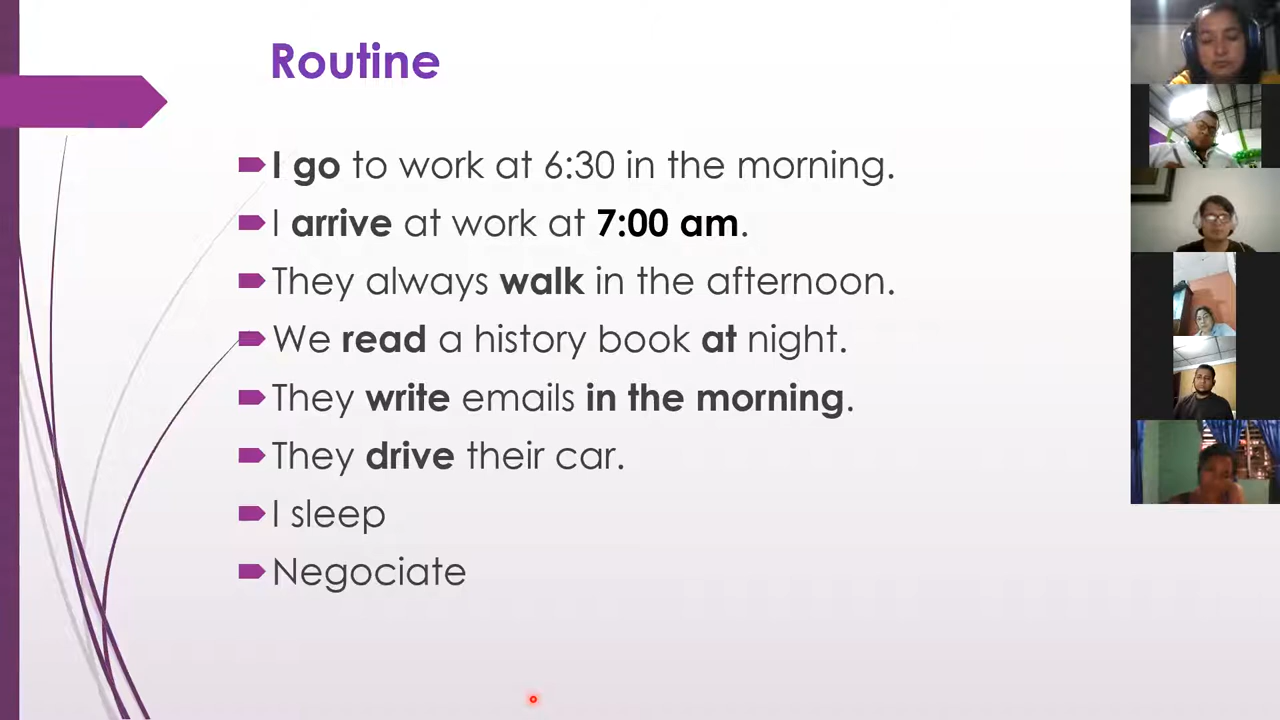 Routine
I go to work at 6:30 in the morning.
I arrive at work at 7:00 am.
They always walk in the afternoon.
We read a history book at night.
They write emails in the morning.
They drive their car.
I sleep
Negociate